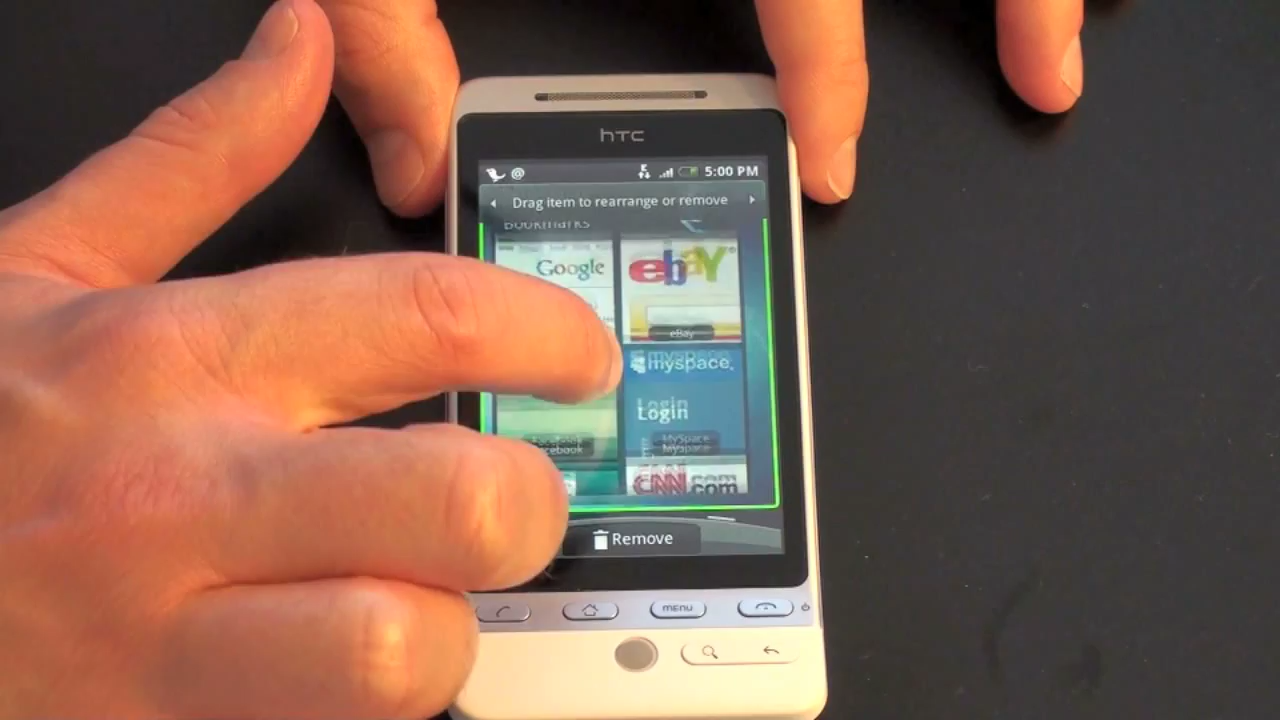 hTC
@ 5:00 PM
Drag item to rearrange or remove
Bookmarks
Google
ebaY
eBay
myspace.
Login
MySpace
CNN.com
Remove
MENU